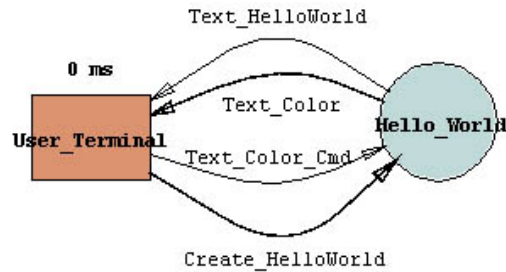 Text_HelloWorld
0 ms
Text_Color
User_Terminal
Hello_World
Text_Color_Cmd
Create_HelloWorld